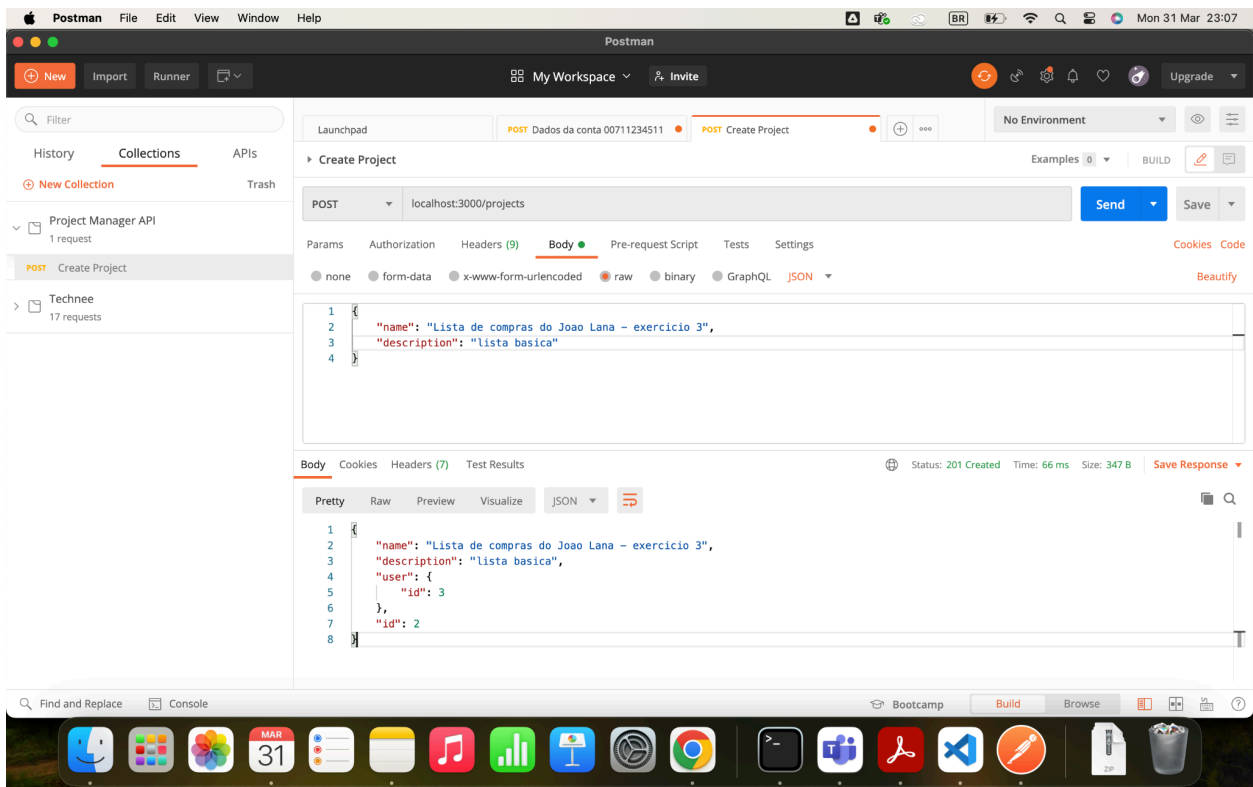 Postman File Edit View Window Help BR Mon 31 Mar 23:07
Postman
New Import Runner My Workspace Invite Upgrade
Filter
History Collections APIs
New Collection Trash
Project Manager API
1 request
POST Create Project
Technee
17 requests
Launchpad POST Dados da conta 00711234511 POST Create Project No Environment
Create Project Examples 0 BUILD
POST localhost:3000/projects Send Save
Params Authorization Headers (9) Body Pre-request Script Tests Settings Cookies Code
none form-data x-www-form-urlencoded raw binary GraphQL JSON Beautify
1 {
2 "name": "Lista de compras do Joao Lana – exercicio 3",
3 "description": "lista basica"
4 }
Body Cookies Headers (7) Test Results Status: 201 Created Time: 66 ms Size: 347 B Save Response
Pretty Raw Preview Visualize JSON
1 {
2 "name": "Lista de compras do Joao Lana – exercicio 3",
3 "description": "lista basica",
4 "user": {
5 "id": 3
6 },
7 "id": 2
8 }
Find and Replace Console Bootcamp Build Browse
MAR
31
ZIP